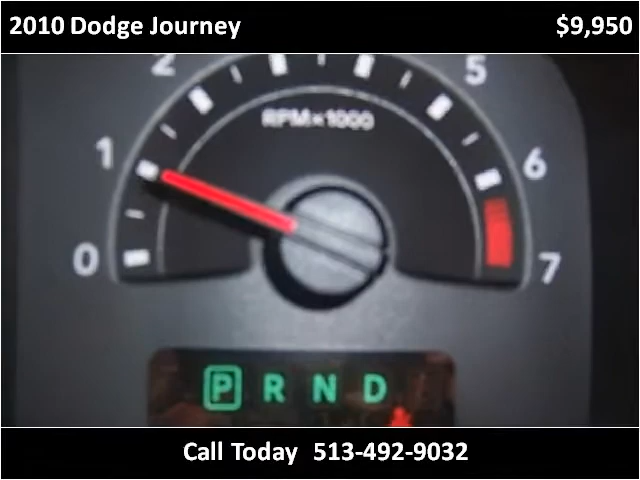 2010 Dodge Journey $9,950
2 5
RPM×1000
1 6
0 7
P R N D
Call Today 513-492-9032